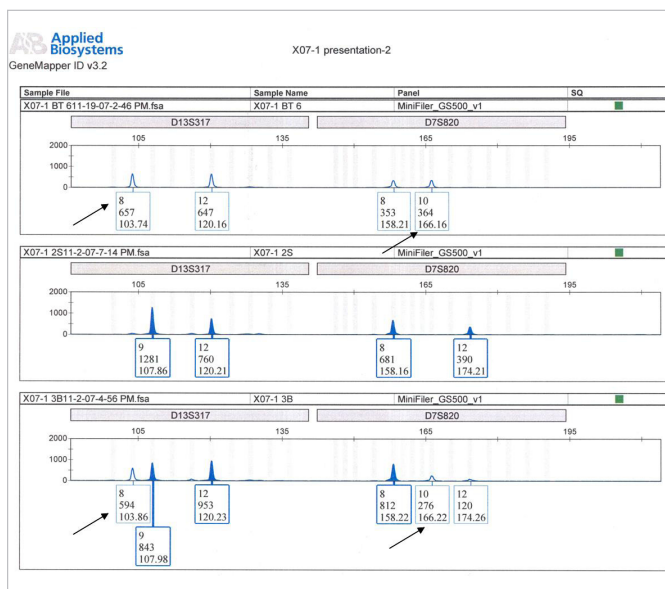 AB Applied
Biosystems
X07-1 presentation-2
GeneMapper ID v3.2
Sample File Sample Name Panel SQ
X07-1 BT 611-19-07-2-46 PM.fsa X07-1 BT 6 MiniFiler_GS500_v1
D13S317 D7S820
105 135 165 195
2000
1000
0
8 12 8 10
657 647 353 364
103.74 120.16 158.21 166.16
X07-1 2S11-2-07-7-14 PM.fsa X07-1 2S MiniFiler_GS500_v1
D13S317 D7S820
105 135 165 195
2000
1000
0
9 12 8 12
1281 760 681 390
107.86 120.21 158.16 174.21
X07-1 3B11-2-07-4-56 PM.fsa X07-1 3B MiniFiler_GS500_v1
D13S317 D7S820
105 135 165 195
2000
1000
0
8 12 8 10 12
594 953 812 276 120
103.86 120.23 158.22 166.22 174.26
9
843
107.98